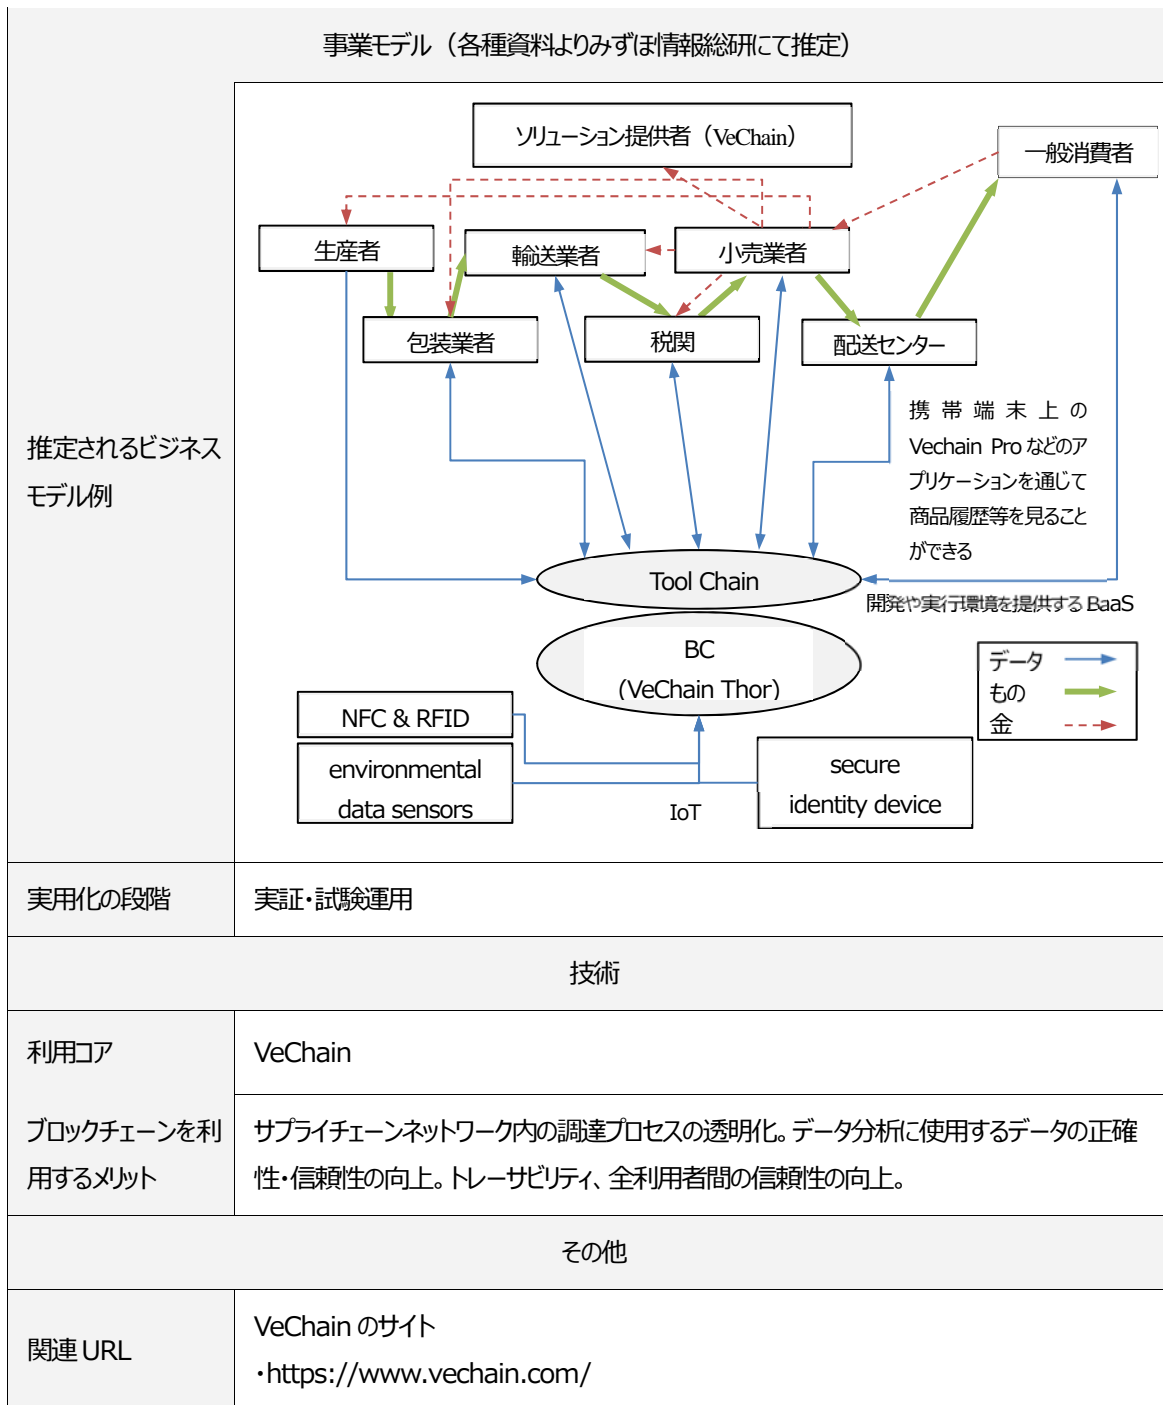 事業モデル（各種資料よりみずほ情報総研にて推定）
推定されるビジネス
モデル例
ソリューション提供者（VeChain）
一般消費者
生産者
輸送業者
小売業者
包装業者
税関
配送センター
携帯端末上の
Vechain Proなどのア
プリケーションを通じて
商品履歴等を見ること
ができる
Tool Chain
開発や実行環境を提供するBaaS
BC
（VeChain Thor）
データ
もの
金
NFC & RFID
environmental
data sensors
IoT
secure
identity device
実用化の段階
実証・試験運用
技術
利用コア
VeChain
ブロックチェーンを利
用するメリット
サプライチェーンネットワーク内の調達プロセスの透明化。データ分析に使用するデータの正確
性・信頼性の向上。トレーサビリティ、全利用者間の信頼性の向上。
その他
関連 URL
VeChain のサイト
・https://www.vechain.com/